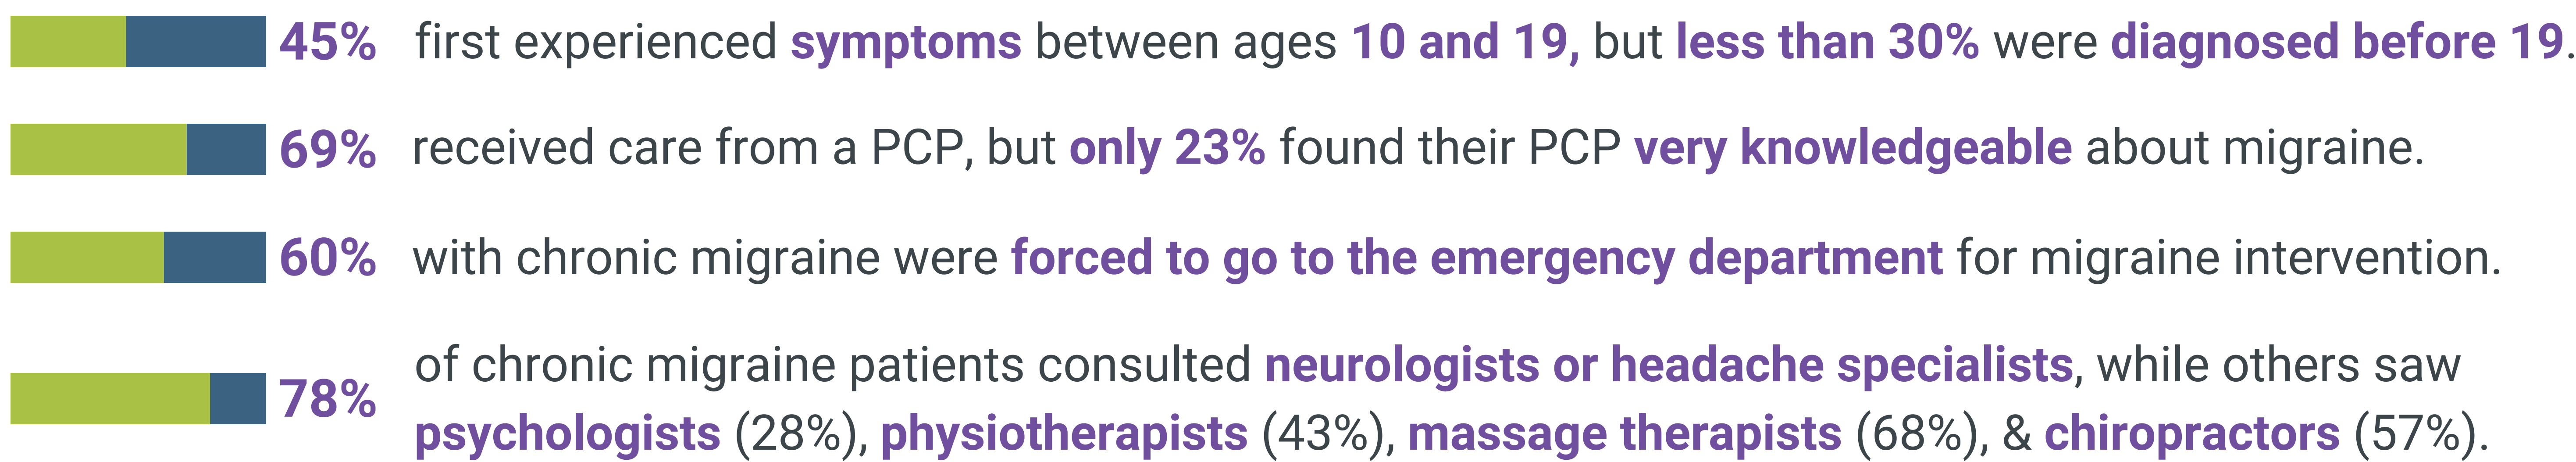 45% first experienced symptoms between ages 10 and 19, but less than 30% were diagnosed before 19.
69% received care from a PCP, but only 23% found their PCP very knowledgeable about migraine.
60% with chronic migraine were forced to go to the emergency department for migraine intervention.
78% of chronic migraine patients consulted neurologists or headache specialists, while others saw
psychologists (28%), physiotherapists (43%), massage therapists (68%), & chiropractors (57%).